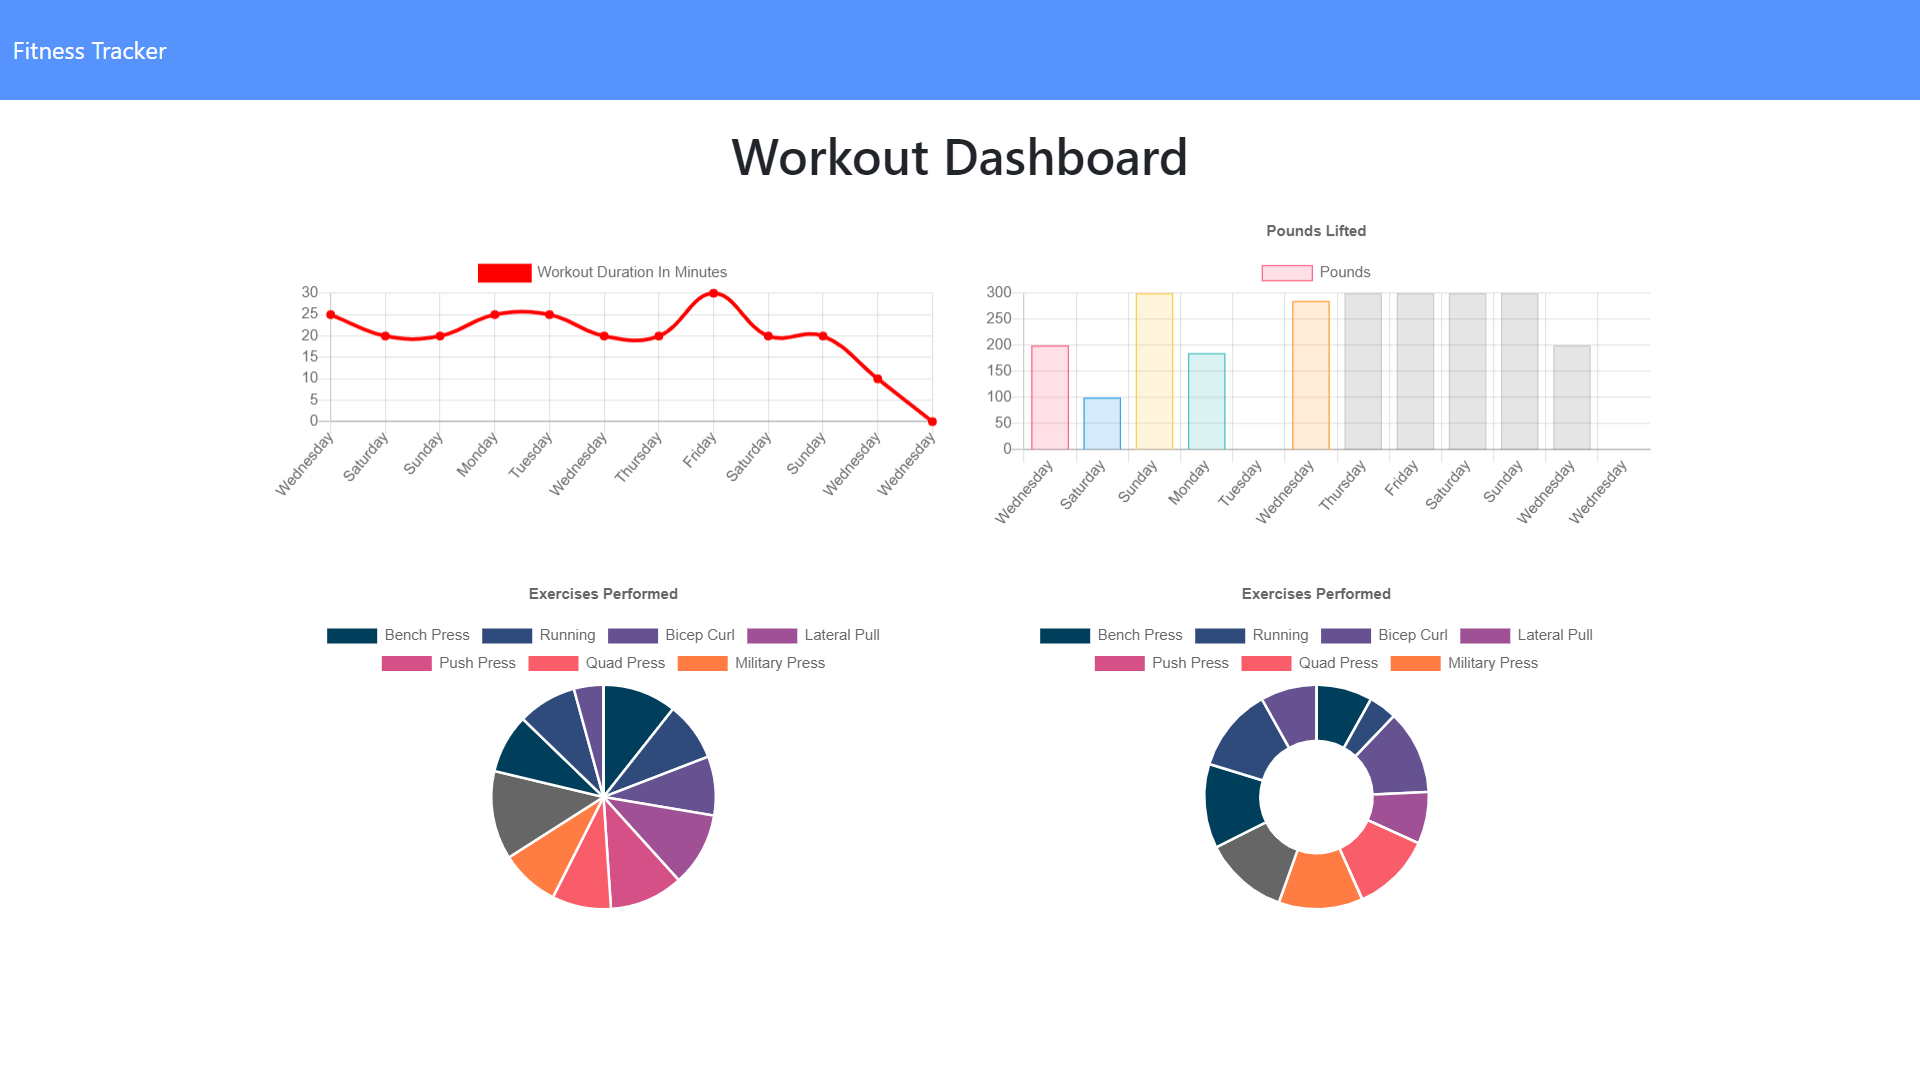 Fitness Tracker
Workout Dashboard
Workout Duration In Minutes
30
25
20
15
10
5
0
Wednesday
Saturday
Sunday
Monday
Tuesday
Wednesday
Thursday
Friday
Saturday
Sunday
Wednesday
Wednesday
Pounds Lifted
Pounds
300
250
200
150
100
50
0
Wednesday
Saturday
Sunday
Monday
Tuesday
Wednesday
Thursday
Friday
Saturday
Sunday
Wednesday
Wednesday
Exercises Performed
Bench Press Running Bicep Curl Lateral Pull
Push Press Quad Press Military Press
Exercises Performed
Bench Press Running Bicep Curl Lateral Pull
Push Press Quad Press Military Press